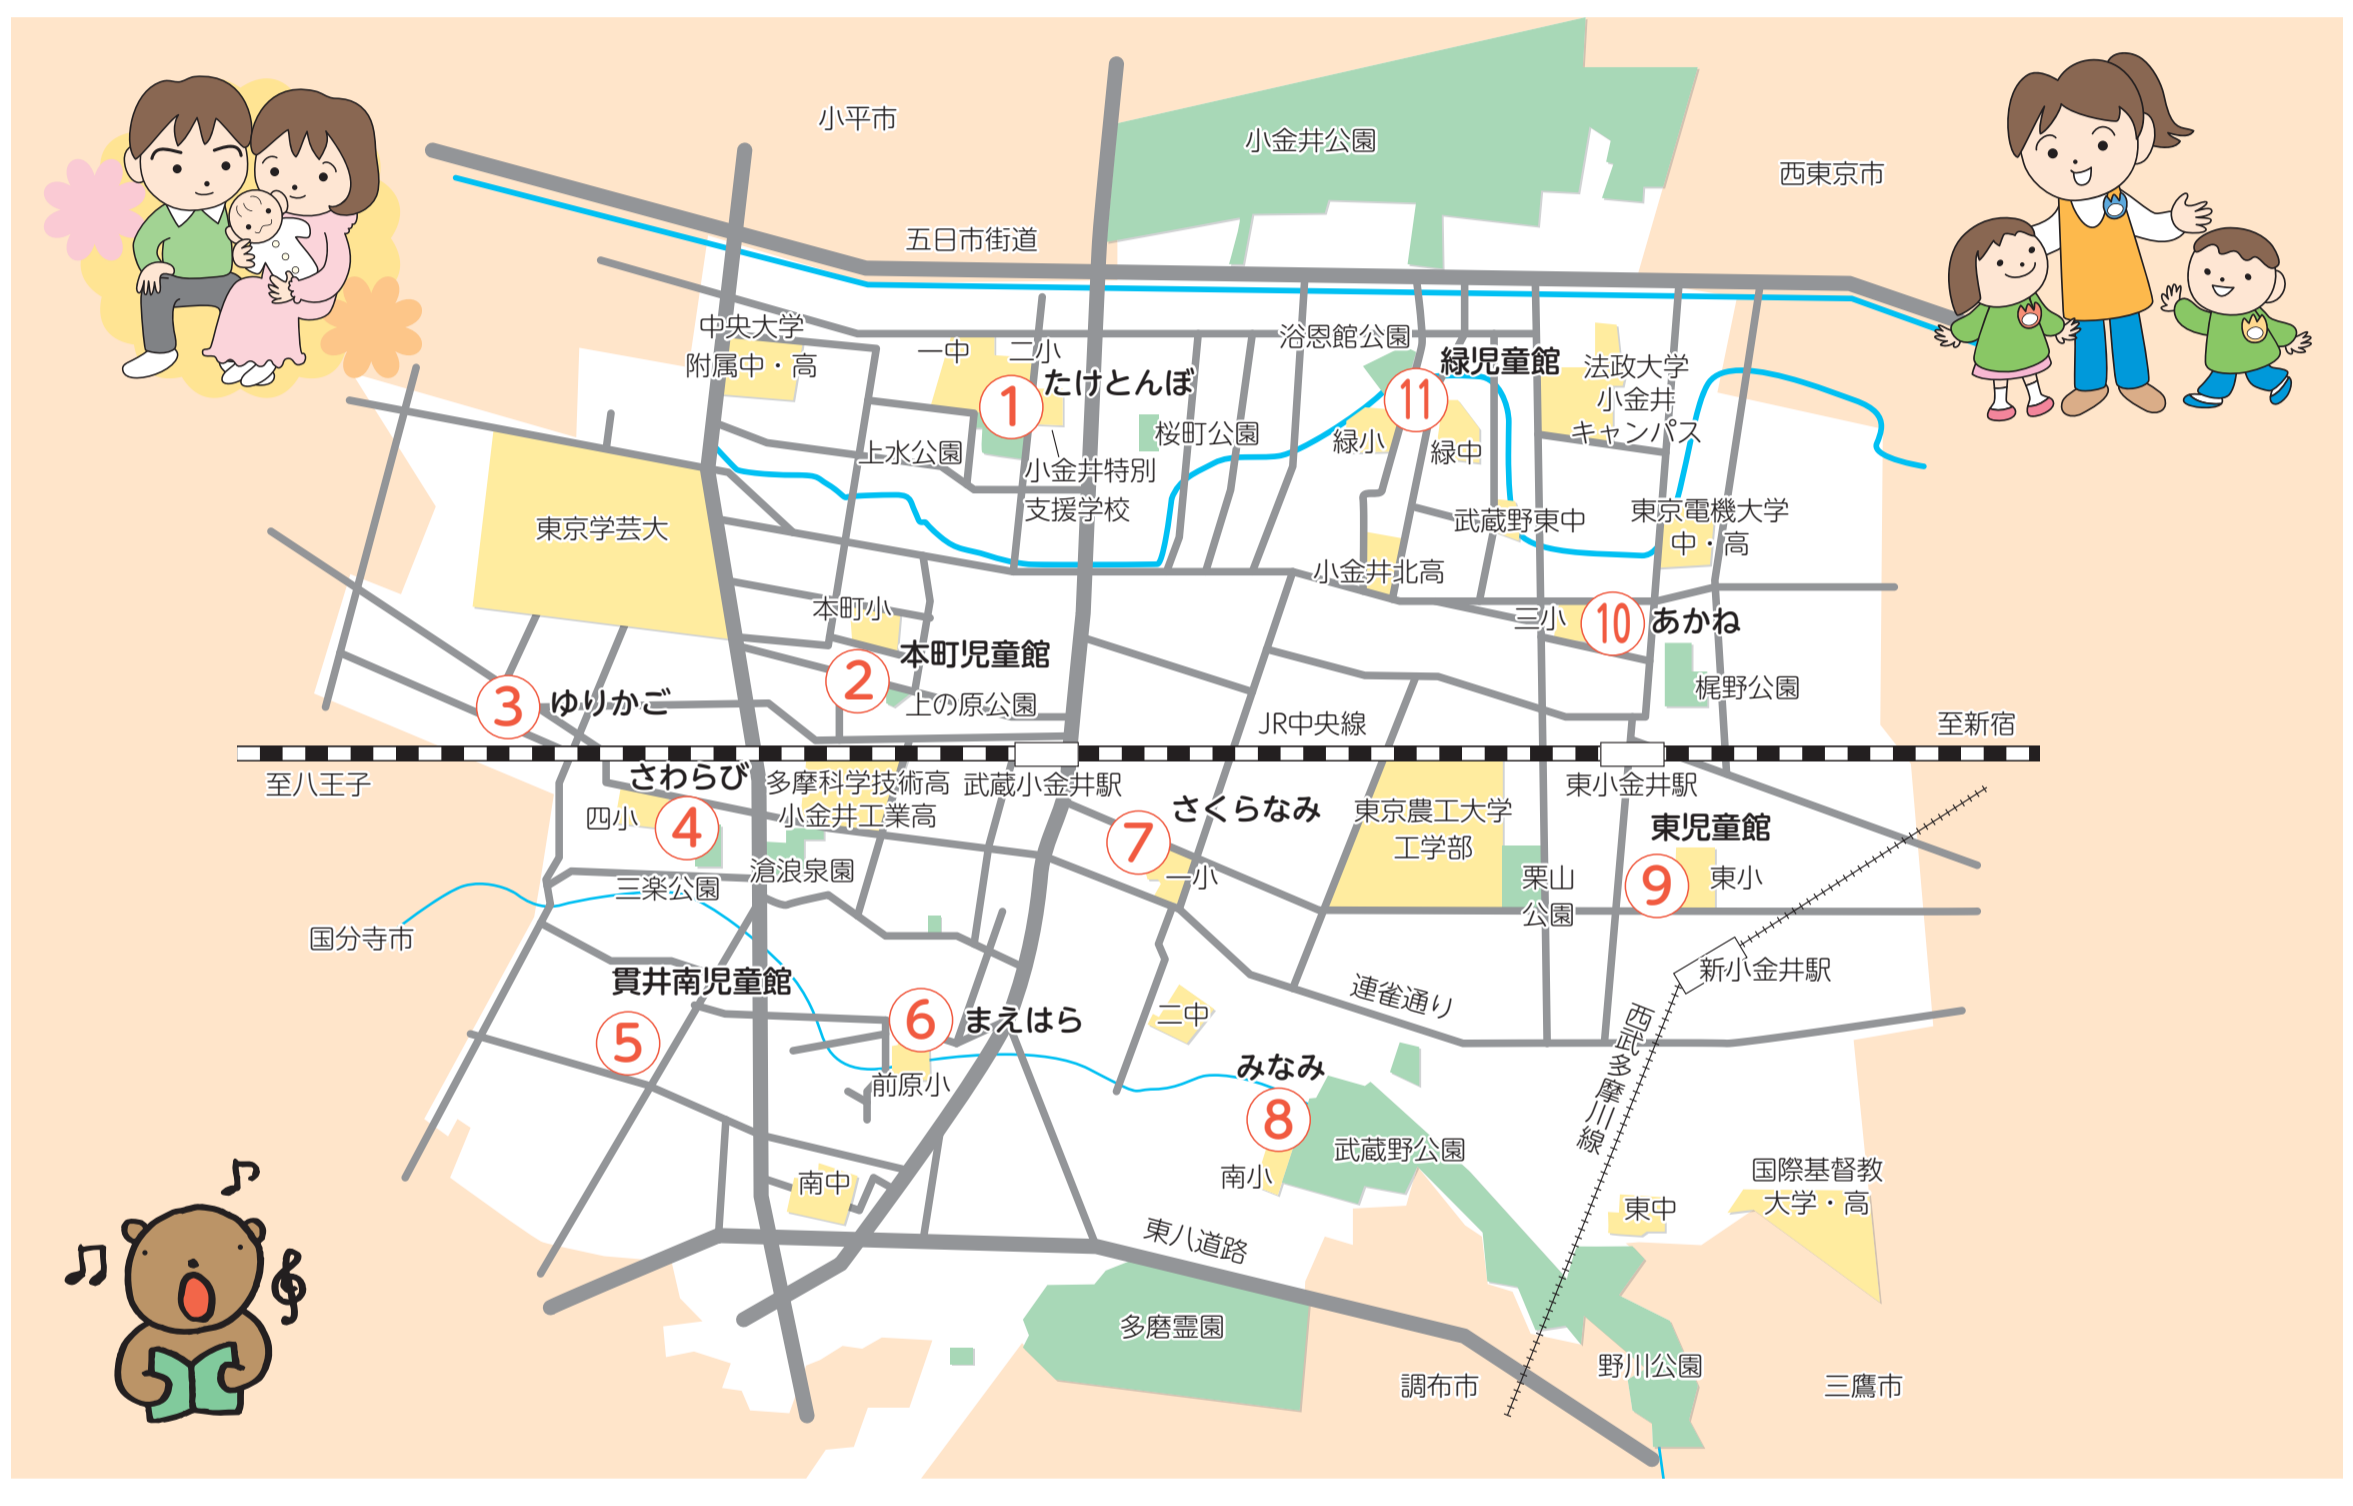 小平市
小金井公園
西東京市
五日市街道
中央大学
附属中・高
一中
二小
たけとんぼ
1
浴恩館公園
緑児童館
11
法政大学
小金井
キャンパス
上水公園
桜町公園
緑小
緑中
小金井特別
支援学校
東京学芸大
武蔵野東中
東京電機大学
中・高
小金井北高
本町小
三小
10
あかね
本町児童館
2
上の原公園
3
ゆりかご
梶野公園
JR中央線
至新宿
至八王子
さわらび
多摩科学技術高
小金井工業高
武蔵小金井駅
東小金井駅
四小
4
さくらなみ
7
一小
東京農工大学
工学部
東児童館
9
東小
滄浪泉園
三楽公園
栗山
公園
国分寺市
新小金井駅
貫井南児童館
5
6
まえはら
二中
連雀通り
西武多摩川線
前原小
みなみ
8
南小
武蔵野公園
南中
東中
国際基督教
大学・高
東八道路
多磨霊園
調布市
野川公園
三鷹市